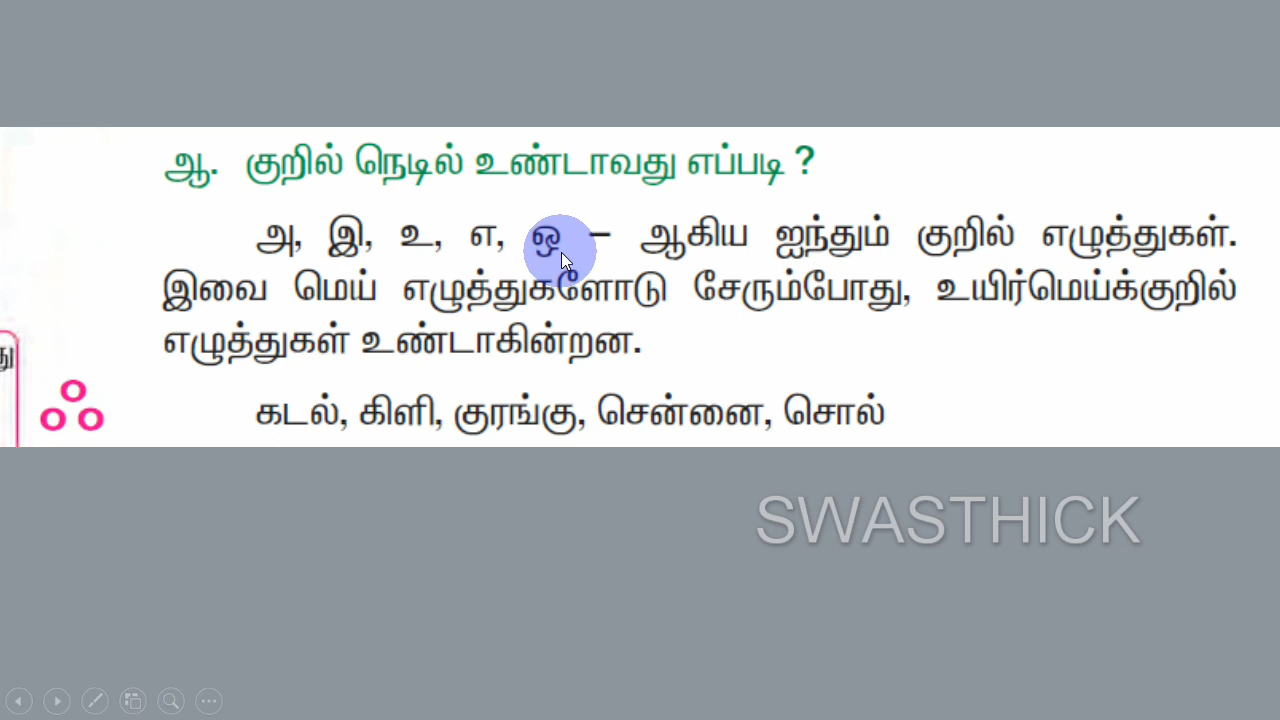 ஆ. குறில் நெடில் உண்டாவது எப்படி ?
அ, இ, உ, எ, ஒ – ஆகிய ஐந்தும் குறில் எழுத்துகள்.
இவை மெய் எழுத்துகளோடு சேரும்போது, உயிர்மெய்க்குறில்
எழுத்துகள் உண்டாகின்றன.
கடல், கிளி, குரங்கு, சென்னை, சொல்
SWASTHICK